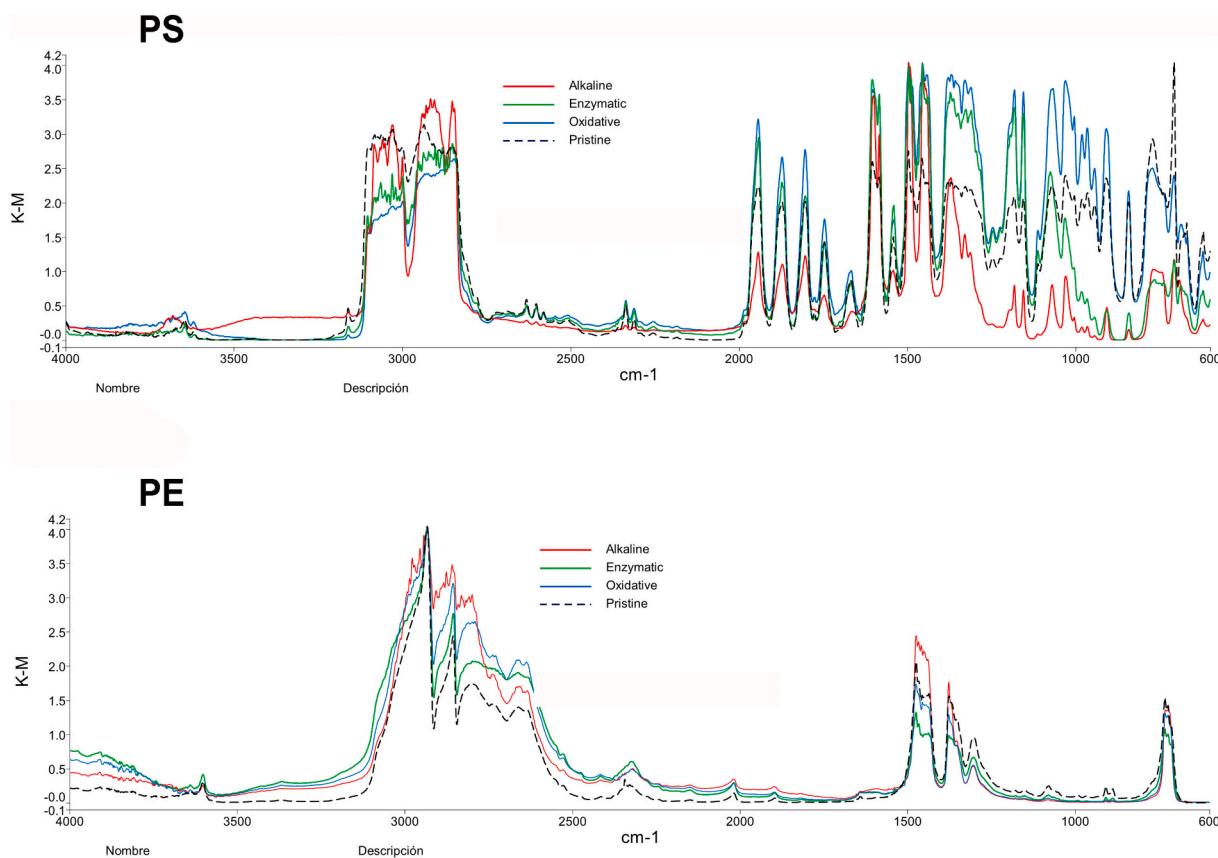 PS
4.2
4.0
3.5
3.0
2.5
2.0
1.5
1.0
0.5
-0.0
-0.1
K-M
Alkaline
Enzymatic
Oxidative
Pristine
4000 3500 3000 2500 2000 1500 1000 600
cm-1
Nombre Descripción
PE
4.2
4.0
3.5
3.0
2.5
2.0
1.5
1.0
0.5
-0.0
-0.1
K-M
Alkaline
Enzymatic
Oxidative
Pristine
4000 3500 3000 2500 2000 1500 1000 600
cm-1
Nombre Descripción